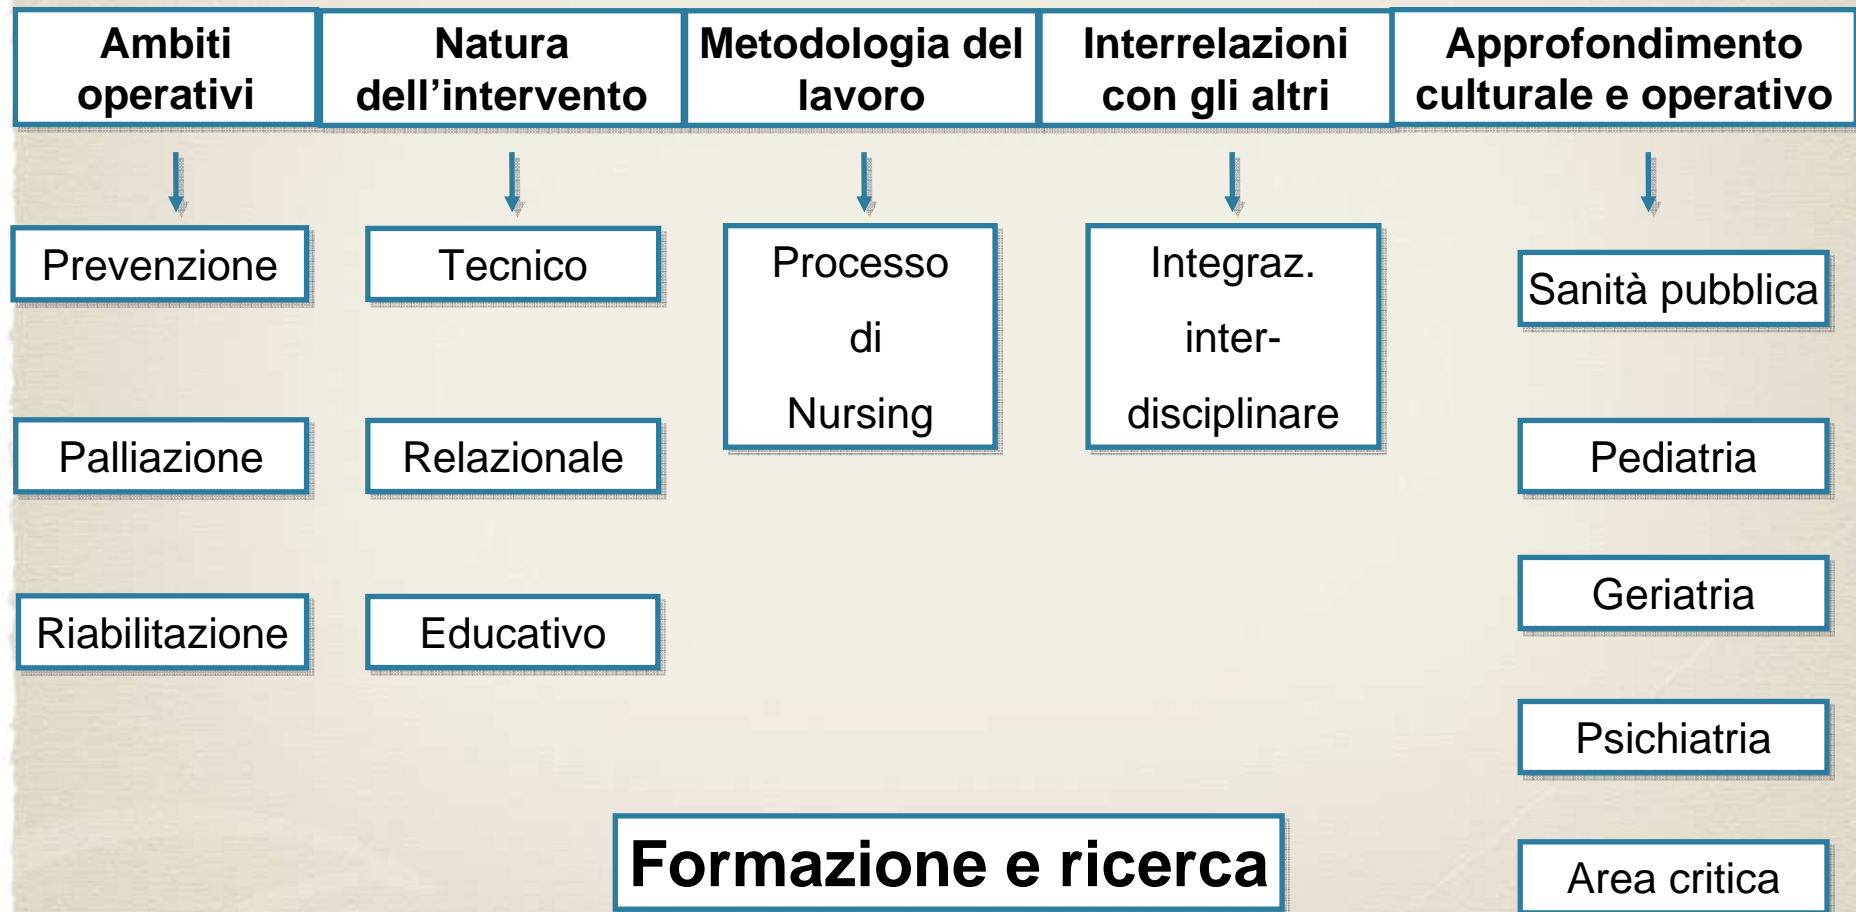 Ambiti
operativi
Natura
dell’intervento
Metodologia del
lavoro
Interrelazioni
con gli altri
Approfondimento
culturale e operativo
Prevenzione
Palliazione
Riabilitazione
Tecnico
Relazionale
Educativo
Processo
di
Nursing
Integraz.
inter-
disciplinare
Sanità pubblica
Pediatria
Geriatria
Psichiatria
Area critica
Formazione e ricerca